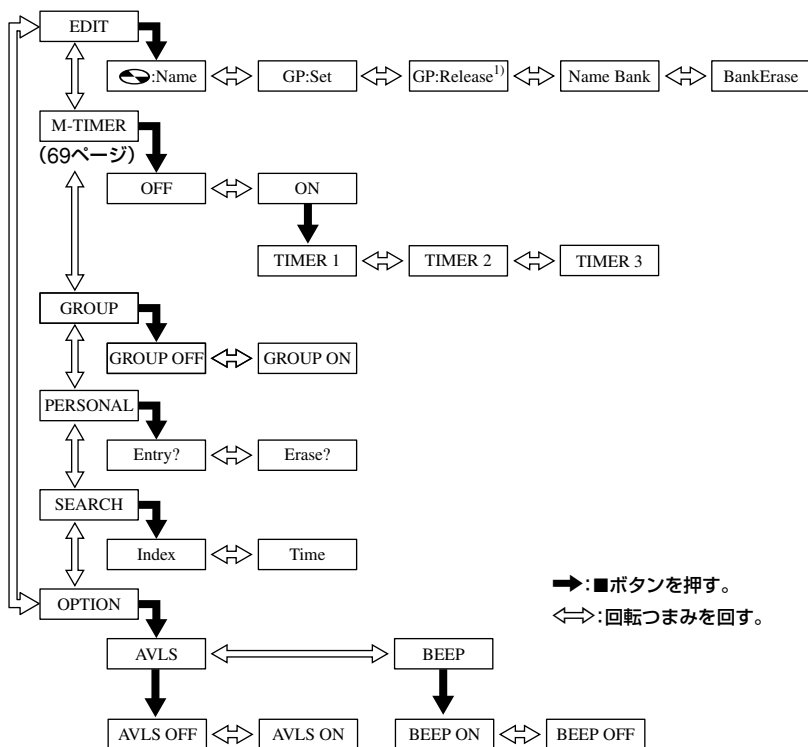 EDIT
:Name
GP:Set
GP:Release1)
Name Bank
BankErase
M-TIMER
(69ページ)
OFF
ON
TIMER 1
TIMER 2
TIMER 3
GROUP
GROUP OFF
GROUP ON
PERSONAL
Entry?
Erase?
SEARCH
Index
Time
OPTION
:■ボタンを押す。
:回転つまみを回す。
AVLS
BEEP
AVLS OFF
AVLS ON
BEEP ON
BEEP OFF